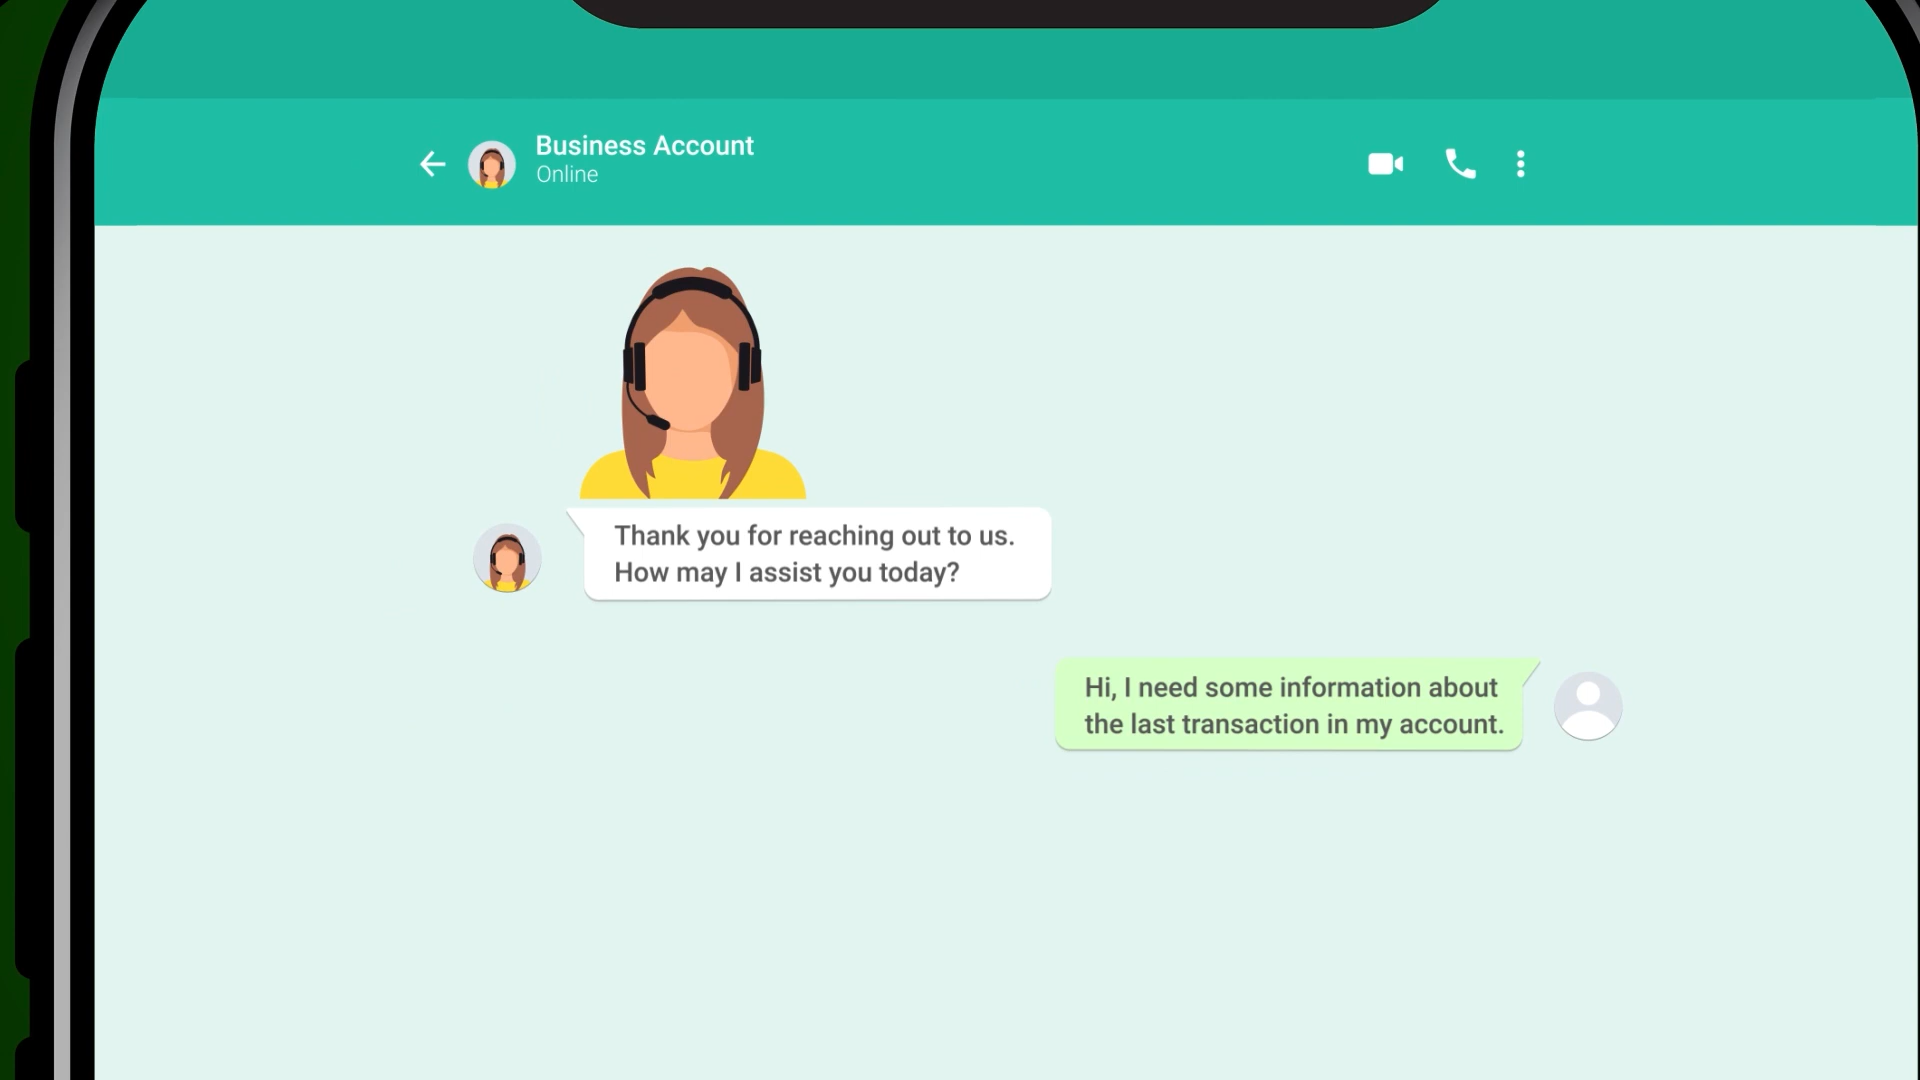 Business Account
Online
Thank you for reaching out to us.
How may I assist you today?
Hi, I need some information about
the last transaction in my account.